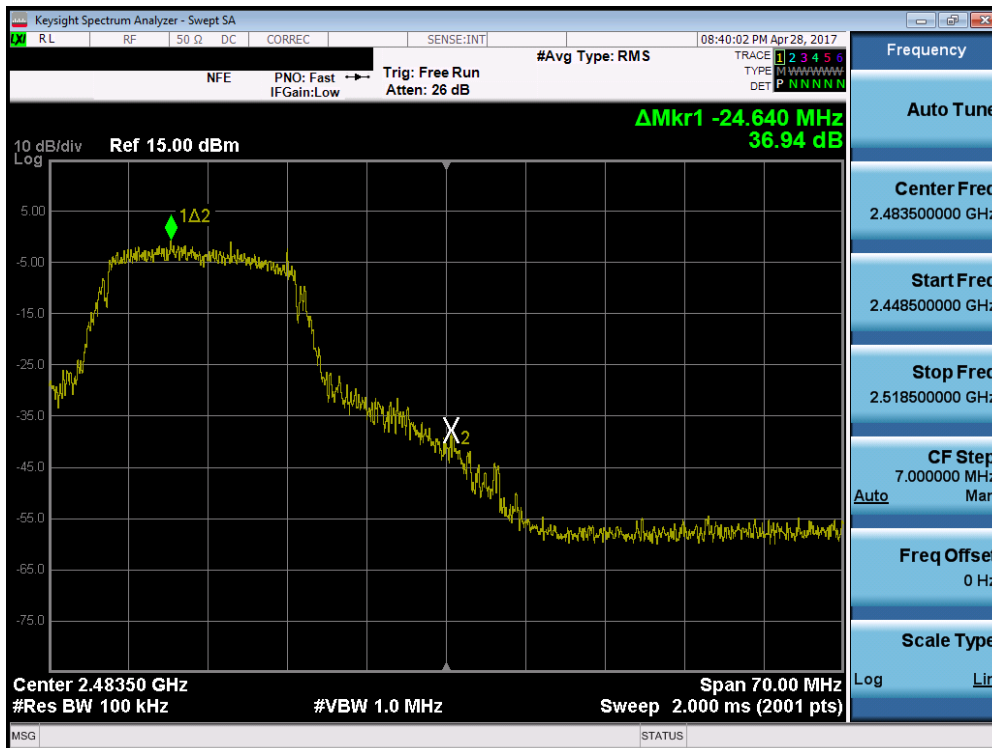 Keysight Spectrum Analyzer - Swept SA
LXI RL RF 50 Ω DC CORREC SENSE:INT 08:40:02 PM Apr 28, 2017
#Avg Type: RMS TRACE 1 2 3 4 5 6
NFE PNO: Fast Trig: Free Run TYPE M WWWWW
IFGain:Low Atten: 26 dB DET P N N N N N
ΔMkr1 -24.640 MHz
36.94 dB
10 dB/div Ref 15.00 dBm
Log
1Δ2
5.00
-5.00
-15.0
-25.0
-35.0
2
-45.0
-55.0
-65.0
-75.0
Center 2.48350 GHz Span 70.00 MHz
#Res BW 100 kHz #VBW 1.0 MHz Sweep 2.000 ms (2001 pts)
MSG STATUS
Frequency
Auto Tune
Center Freq
2.483500000 GHz
Start Freq
2.448500000 GHz
Stop Freq
2.518500000 GHz
CF Step
7.000000 MHz
Auto Man
Freq Offset
0 Hz
Scale Type
Log Lin